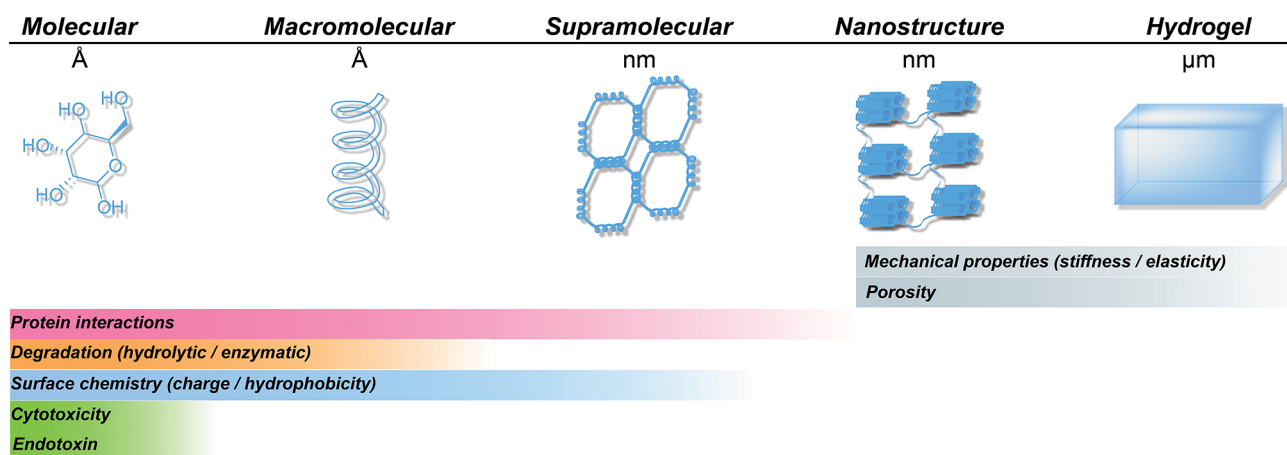 Molecular Macromolecular Supramolecular Nanostructure Hydrogel
Å Å nm nm µm
HO
HO
HO
O
HO
OH
Mechanical properties (stiffness / elasticity)
Porosity
Protein interactions
Degradation (hydrolytic / enzymatic)
Surface chemistry (charge / hydrophobicity)
Cytotoxicity
Endotoxin